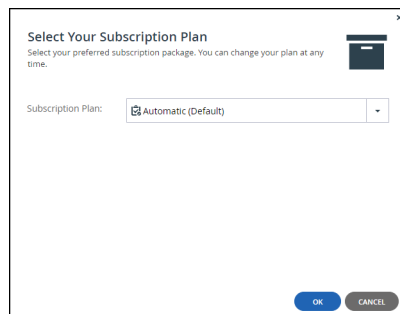 Select Your Subscription Plan
Select your preferred subscription package. You can change your plan at any
time.
Subscription Plan:
Automatic (Default)
OK
CANCEL